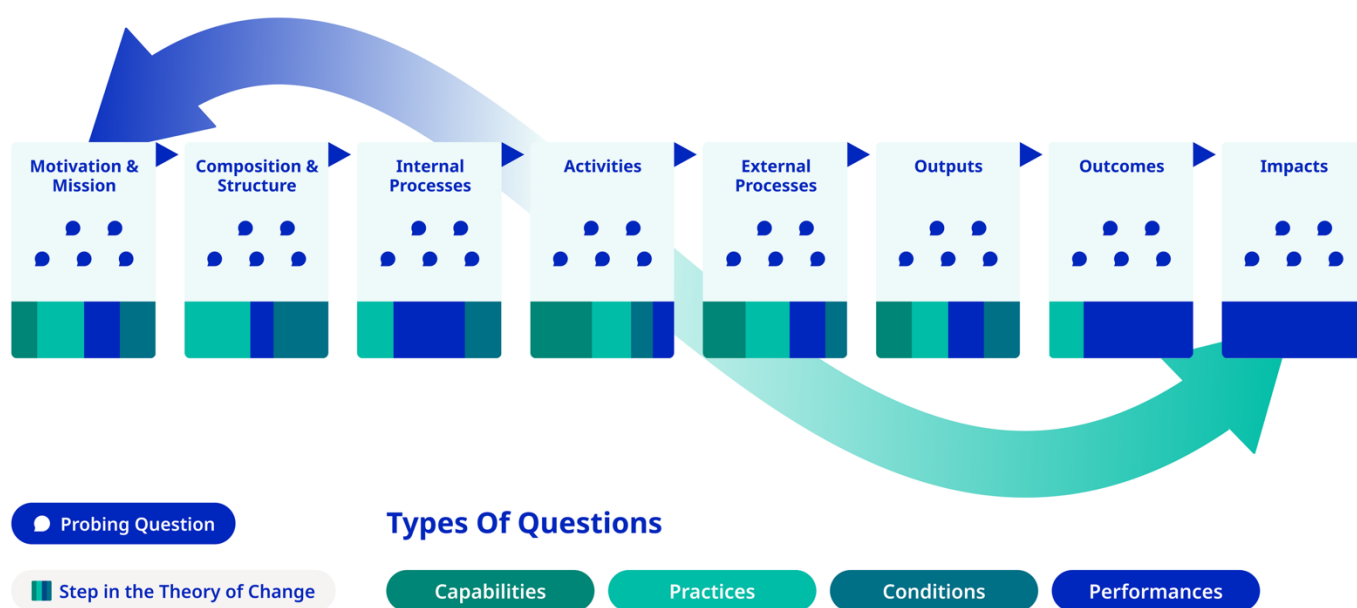 Motivation &
Mission
Composition &
Structure
Internal
Processes
Activities
External
Processes
Outputs
Outcomes
Impacts
Probing Question
Types Of Questions
Step in the Theory of Change
Capabilities
Practices
Conditions
Performances